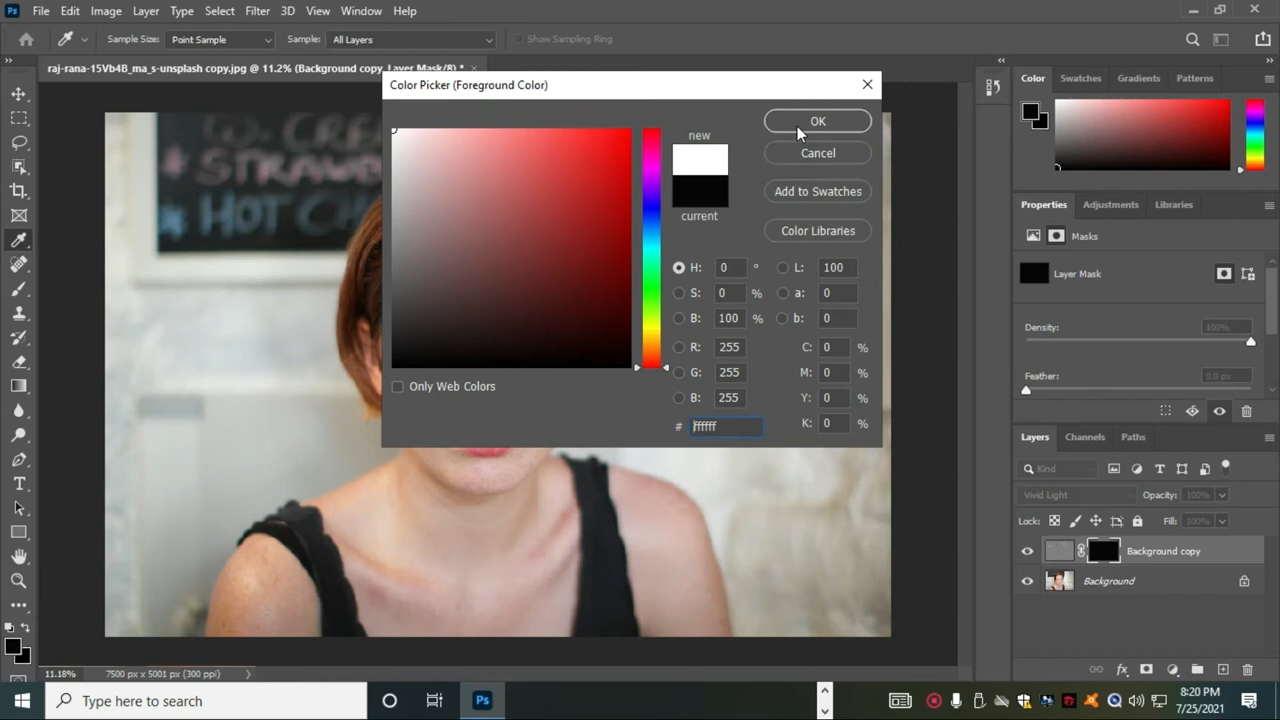 Ps File Edit Image Layer Type Select Filter 3D View Window Help
Sample Size: Point Sample Sample: All Layers Show Sampling Ring
raj-rana-15Vb4B_ma_s-unsplash copy.jpg @ 11.2% (Background copy, Layer Mask/8) *
Color Picker (Foreground Color)
new
current
OK
Cancel
Add to Swatches
Color Libraries
H: 0 °
S: 0 %
B: 100 %
R: 255
G: 255
B: 255
# ffffff
L: 100
a: 0
b: 0
C: 0 %
M: 0 %
Y: 0 %
K: 0 %
Only Web Colors
* STRAW
* HOT CH
Color Swatches Gradients Patterns
Properties Adjustments Libraries
Masks
Layer Mask
Density: 100%
Feather: 0.0 px
Layers Channels Paths
Kind
Vivid Light Opacity: 100%
Lock: Fill: 100%
Background copy
Background
11.18% 7500 px x 5001 px (300 ppi)
Type here to search
Ps
8:20 PM
7/25/2021